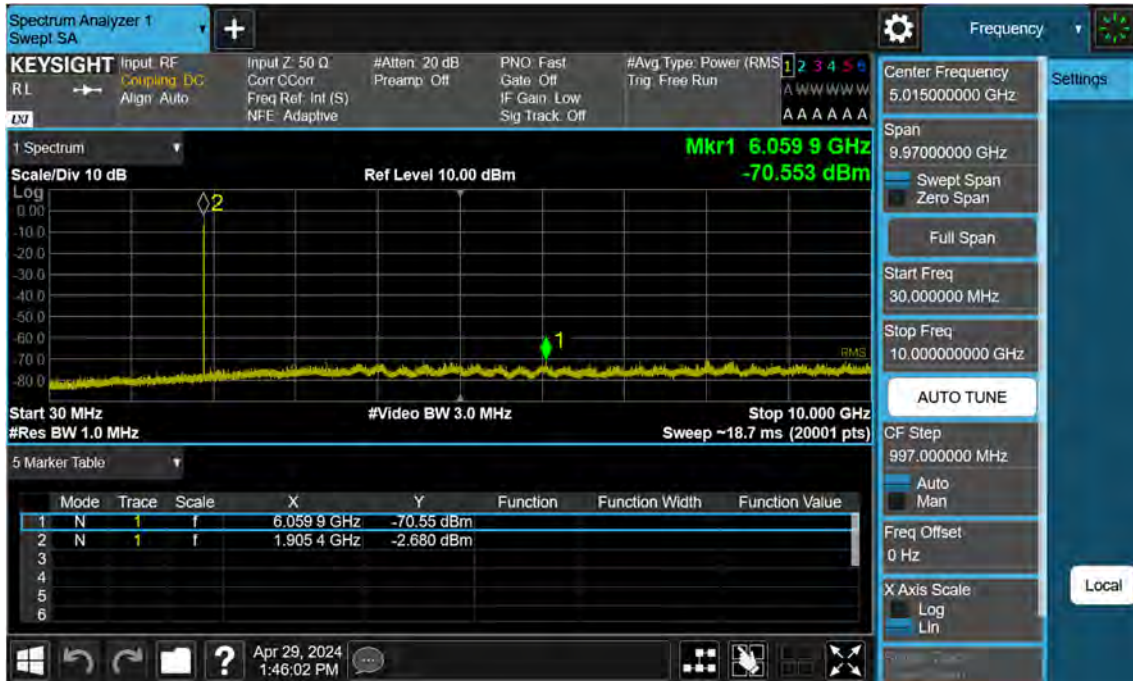 Spectrum Analyzer 1
Swept SA
Frequency
KEYSIGHT
RL
LXI
Input: RF
Coupling: DC
Align: Auto
Input Z: 50 Ω
Corr CCorr
Freq Ref: Int (S)
NFE: Adaptive
#Atten: 20 dB
Preamp: Off
PNO: Fast
Gate: Off
IF Gain: Low
Sig Track: Off
#Avg Type: Power (RMS
Trig: Free Run
1 2 3 4 5 6
A W W W W W
A A A A A A
1 Spectrum
Scale/Div 10 dB
Ref Level 10.00 dBm
Mkr1 6.059 9 GHz
-70.553 dBm
Log
0.00
-10.0
-20.0
-30.0
-40.0
-50.0
-60.0
-70.0
-80.0
2
1
RMS
Start 30 MHz
#Video BW 3.0 MHz
Stop 10.000 GHz
#Res BW 1.0 MHz
Sweep ~18.7 ms (20001 pts)
5 Marker Table
Mode Trace Scale X Y Function Function Width Function Value
1 N 1 f 6.059 9 GHz -70.55 dBm
2 N 1 f 1.905 4 GHz -2.680 dBm
3
4
5
6
?
Apr 29, 2024
1:46:02 PM
Center Frequency
5.015000000 GHz
Span
9.97000000 GHz
Swept Span
Zero Span
Full Span
Start Freq
30.000000 MHz
Stop Freq
10.000000000 GHz
AUTO TUNE
CF Step
997.000000 MHz
Auto
Man
Freq Offset
0 Hz
X Axis Scale
Log
Lin
Settings
Local